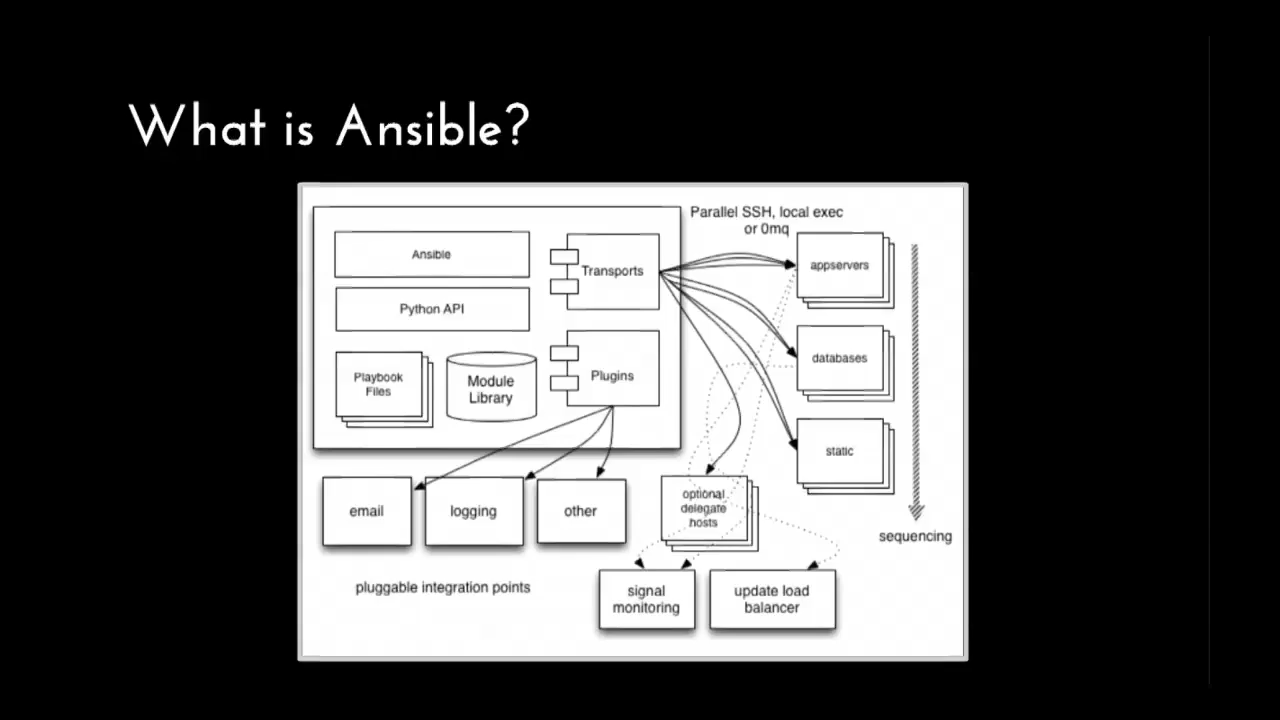 What is Ansible?
Parallel SSH, local exec
or 0mq
Ansible
Python API
Playbook
Files
Module
Library
Transports
Plugins
appservers
databases
static
sequencing
email
logging
other
pluggable integration points
optional
delegate
hosts
signal
monitoring
update load
balancer